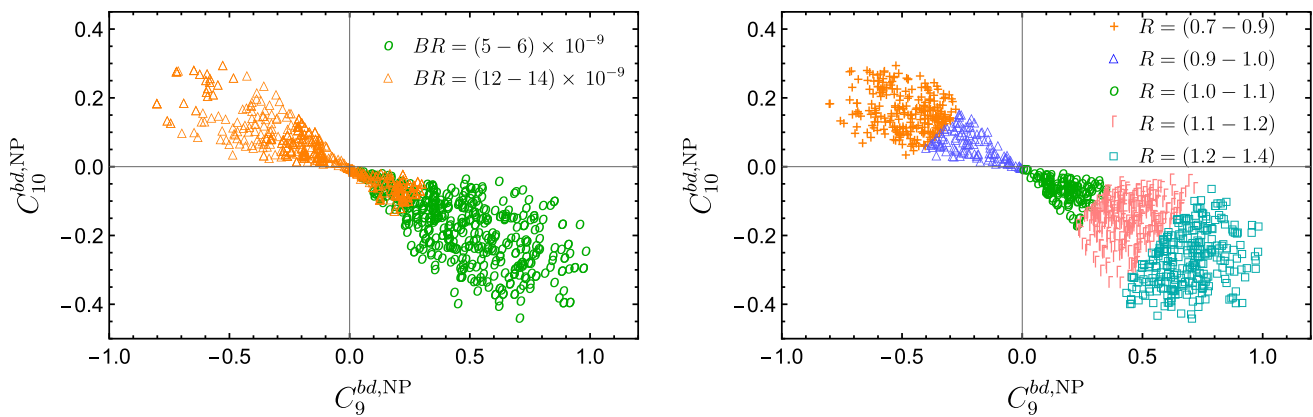 0.4
0.2
0.0
−0.2
−0.4
−1.0 −0.5 0.0 0.5 1.0
C_10^{bd,NP}
C_9^{bd,NP}
BR = (5 − 6) × 10^{−9}
BR = (12 − 14) × 10^{−9}
0.4
0.2
0.0
−0.2
−0.4
−1.0 −0.5 0.0 0.5 1.0
C_10^{bd,NP}
C_9^{bd,NP}
R = (0.7 − 0.9)
R = (0.9 − 1.0)
R = (1.0 − 1.1)
R = (1.1 − 1.2)
R = (1.2 − 1.4)